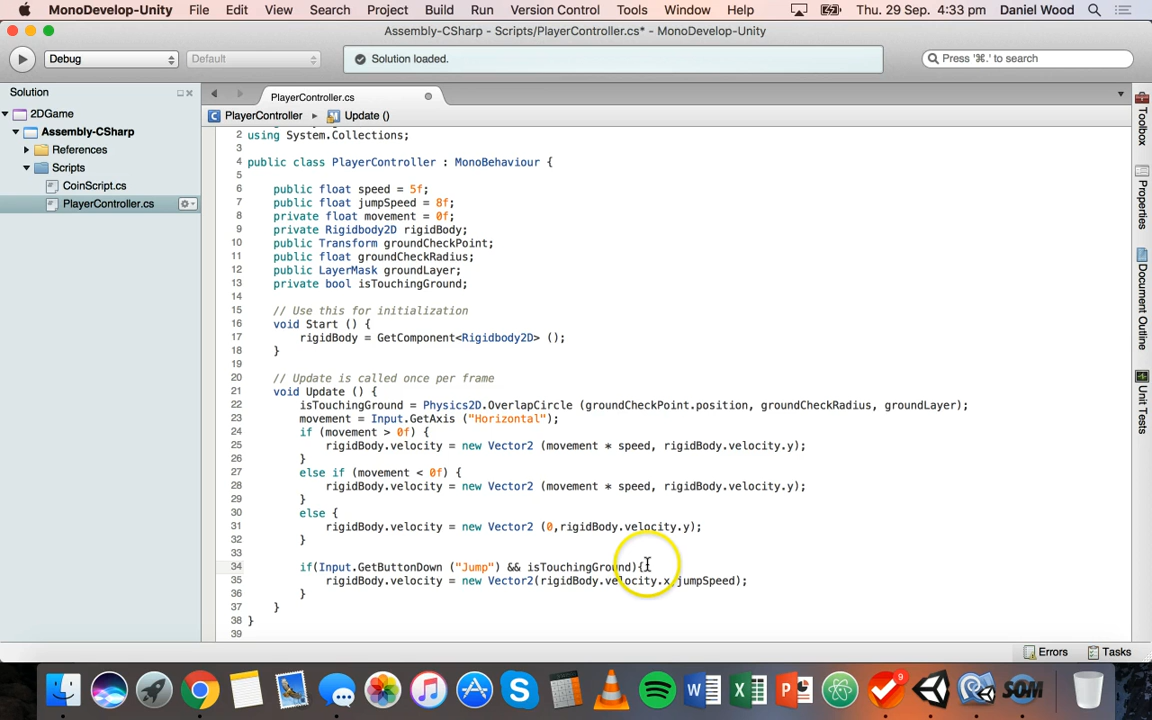 MonoDevelop-Unity File Edit View Search Project Build Run Version Control Tools Window Help Thu. 29 Sep. 4:33 pm Daniel Wood
Assembly-CSharp - Scripts/PlayerController.cs* - MonoDevelop-Unity
Debug Default Solution loaded. Press '⌘.' to search
Solution
PlayerController.cs
PlayerController ▸ Update ()
2DGame
Assembly-CSharp
References
Scripts
CoinScript.cs
PlayerController.cs
2 using System.Collections;
3
4 public class PlayerController : MonoBehaviour {
5
6 public float speed = 5f;
7 public float jumpSpeed = 8f;
8 private float movement = 0f;
9 private Rigidbody2D rigidBody;
10 public Transform groundCheckPoint;
11 public float groundCheckRadius;
12 public LayerMask groundLayer;
13 private bool isTouchingGround;
14
15 // Use this for initialization
16 void Start () {
17 rigidBody = GetComponent<Rigidbody2D> ();
18 }
19
20 // Update is called once per frame
21 void Update () {
22 isTouchingGround = Physics2D.OverlapCircle (groundCheckPoint.position, groundCheckRadius, groundLayer);
23 movement = Input.GetAxis ("Horizontal");
24 if (movement > 0f) {
25 rigidBody.velocity = new Vector2 (movement * speed, rigidBody.velocity.y);
26 }
27 else if (movement < 0f) {
28 rigidBody.velocity = new Vector2 (movement * speed, rigidBody.velocity.y);
29 }
30 else {
31 rigidBody.velocity = new Vector2 (0,rigidBody.velocity.y);
32 }
33
34 if(Input.GetButtonDown ("Jump") && isTouchingGround){
35 rigidBody.velocity = new Vector2(rigidBody.velocity.x,jumpSpeed);
36 }
37 }
38 }
39
Toolbox
Properties
Document Outline
Unit Tests
Errors Tasks
9
SOM